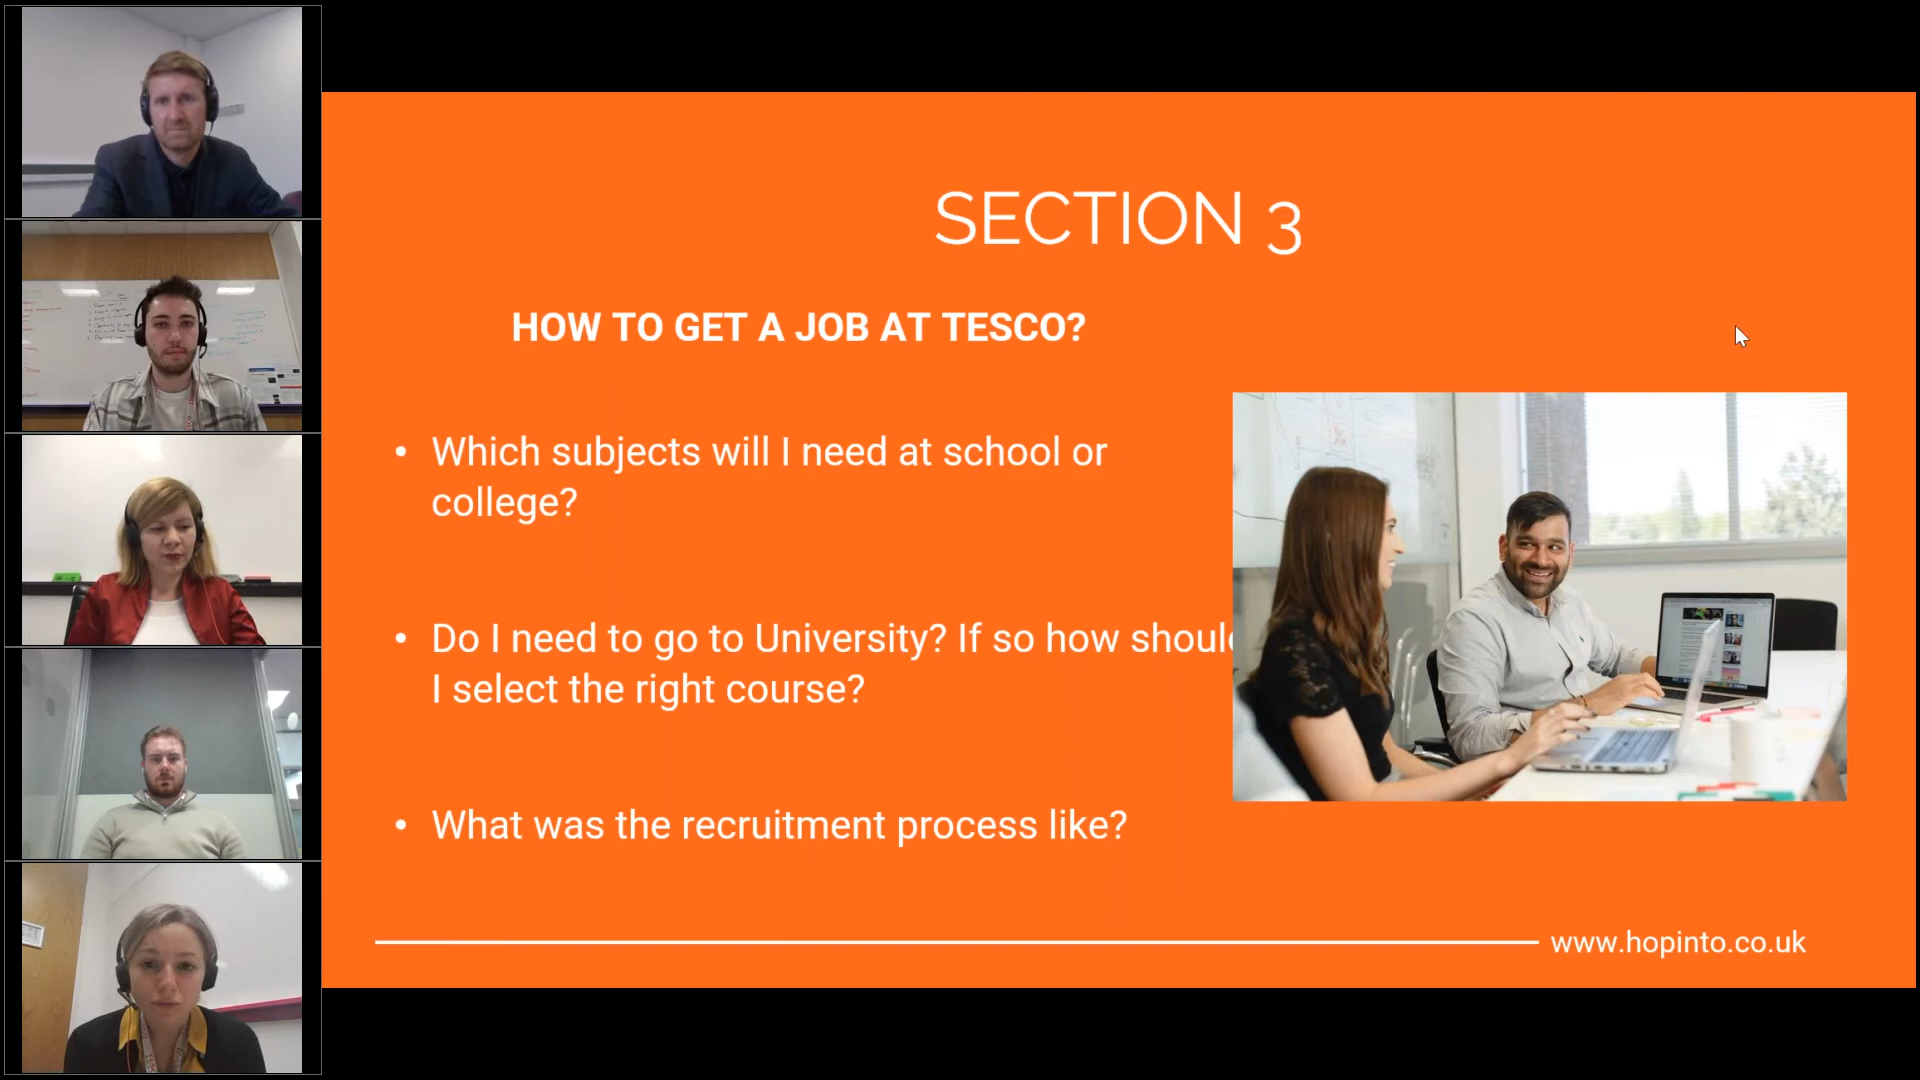 SECTION 3
HOW TO GET A JOB AT TESCO?
• Which subjects will I need at school or
college?
• Do I need to go to University? If so how should
I select the right course?
• What was the recruitment process like?
www.hopinto.co.uk